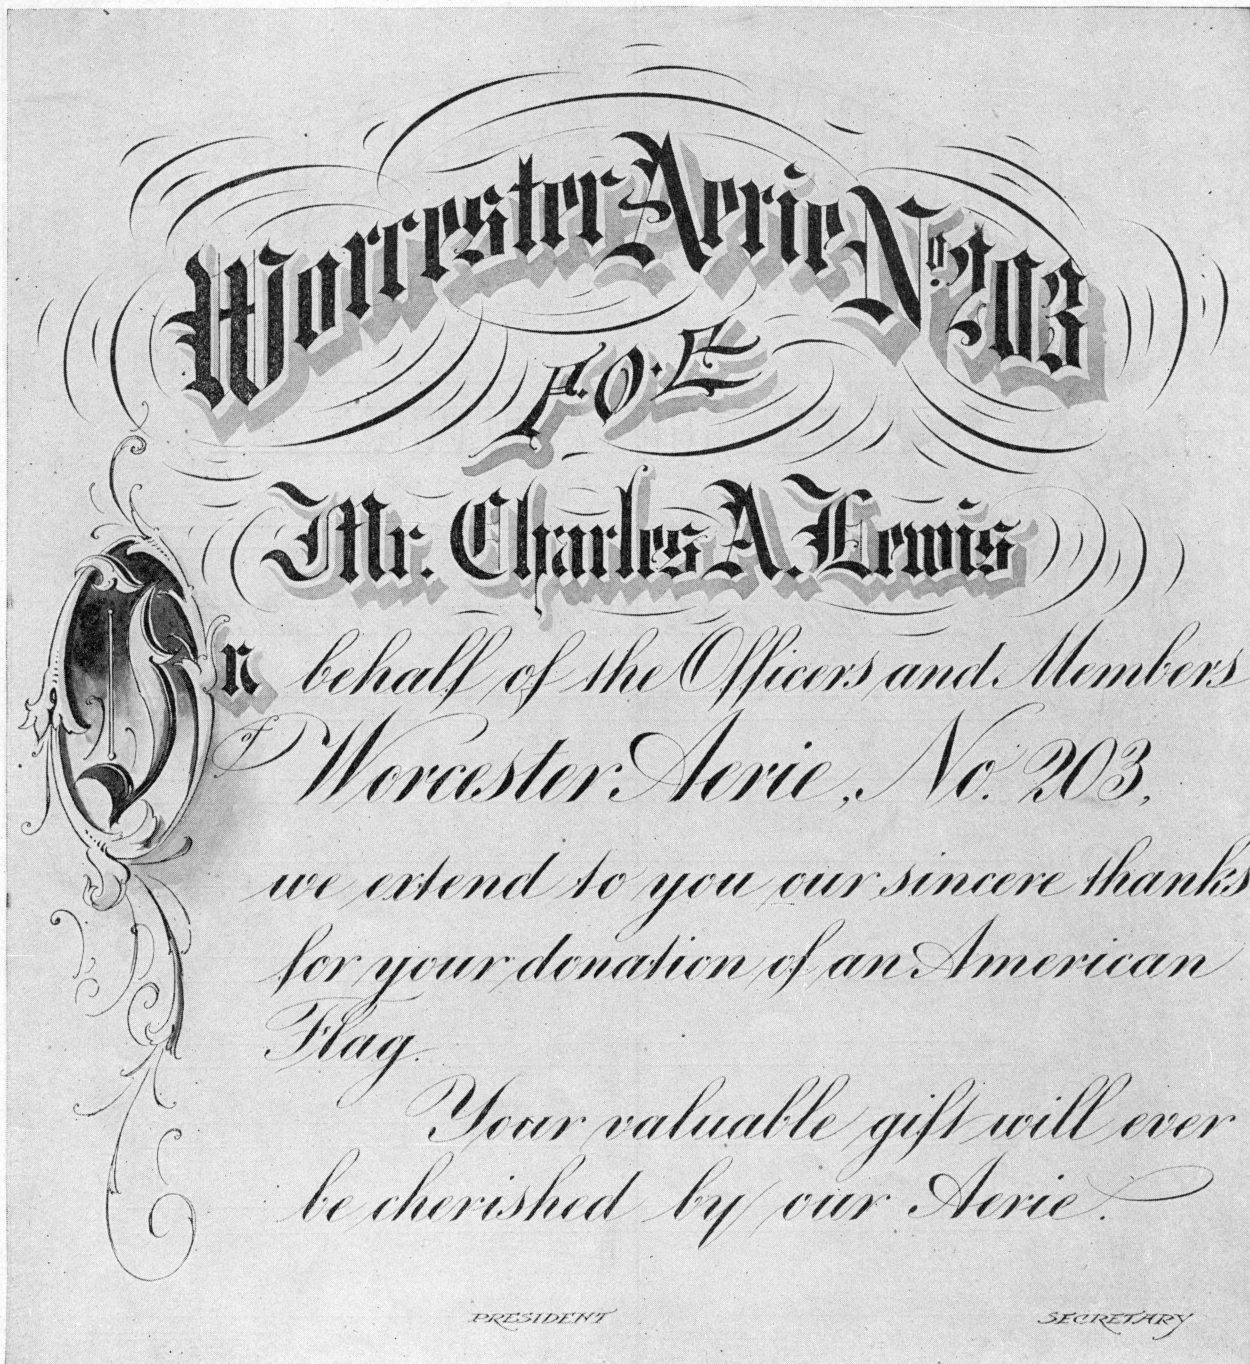 Worcester Aerie No. 203
F.O.E
Mr. Charles A. Lewis
In behalf of the Officers and Members
of Worcester Aerie, No. 203,
we extend to you our sincere thanks
for your donation of an American
Flag.
Your valuable gift will ever
be cherished by our Aerie.
PRESIDENT SECRETARY